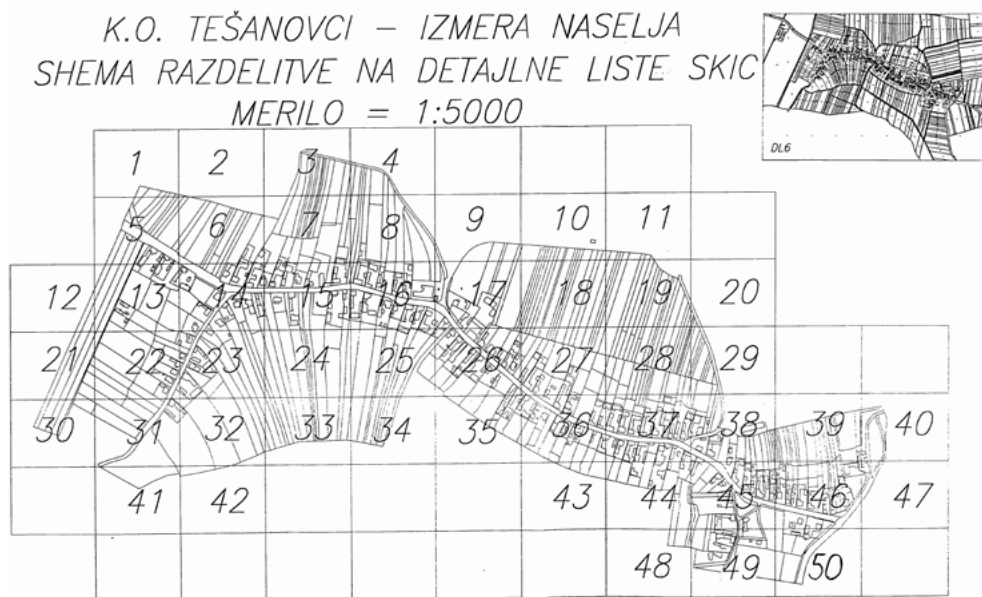 K.O. TEŠANOVCI – IZMERA NASELJA
SHEMA RAZDELITVE NA DETAJLNE LISTE SKIC
MERILO = 1:5000
DL6
1 2 3 4
5 6 7 8 9 10 11
12 13 14 15 16 17 18 19 20
21 22 23 24 25 26 27 28 29
30 31 32 33 34 35 36 37 38 39 40
41 42 43 44 45 46 47
48 49 50